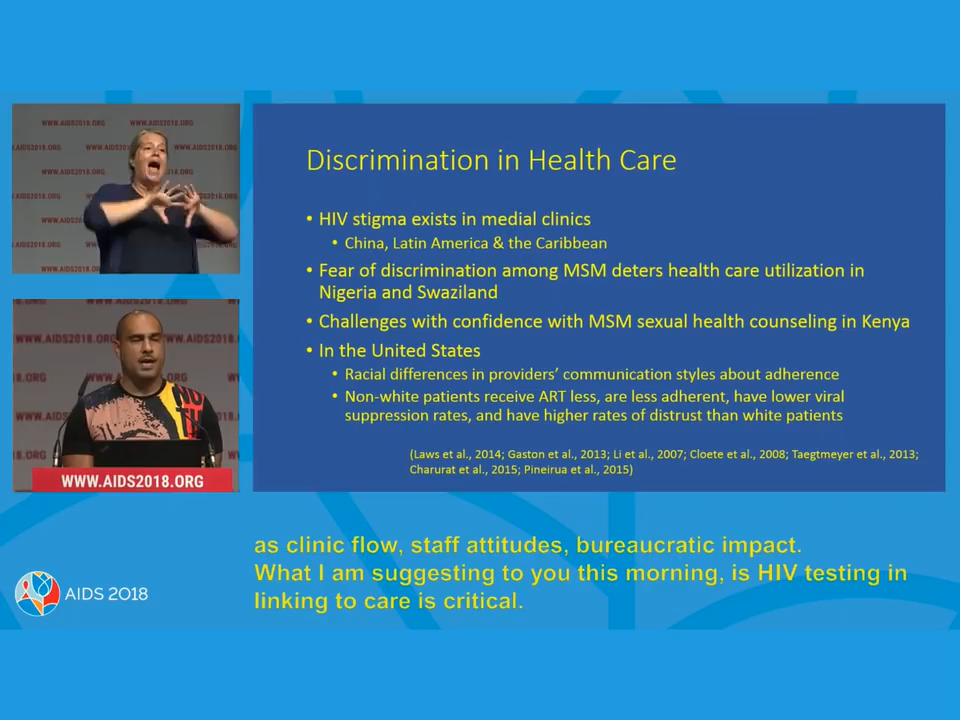 WWW.AIDS2018.ORG WWW.AIDS2018.ORG
WWW.AIDS2018.ORG
Discrimination in Health Care
• HIV stigma exists in medial clinics
• China, Latin America & the Caribbean
• Fear of discrimination among MSM deters health care utilization in
Nigeria and Swaziland
• Challenges with confidence with MSM sexual health counseling in Kenya
• In the United States
• Racial differences in providers’ communication styles about adherence
• Non-white patients receive ART less, are less adherent, have lower viral
suppression rates, and have higher rates of distrust than white patients
(Laws et al., 2014; Gaston et al., 2013; Li et al., 2007; Cloete et al., 2008; Taegtmeyer et al., 2013;
Charurat et al., 2015; Pineirua et al., 2015)
as clinic flow, staff attitudes, bureaucratic impact.
What I am suggesting to you this morning, is HIV testing in
linking to care is critical.
AIDS 2018